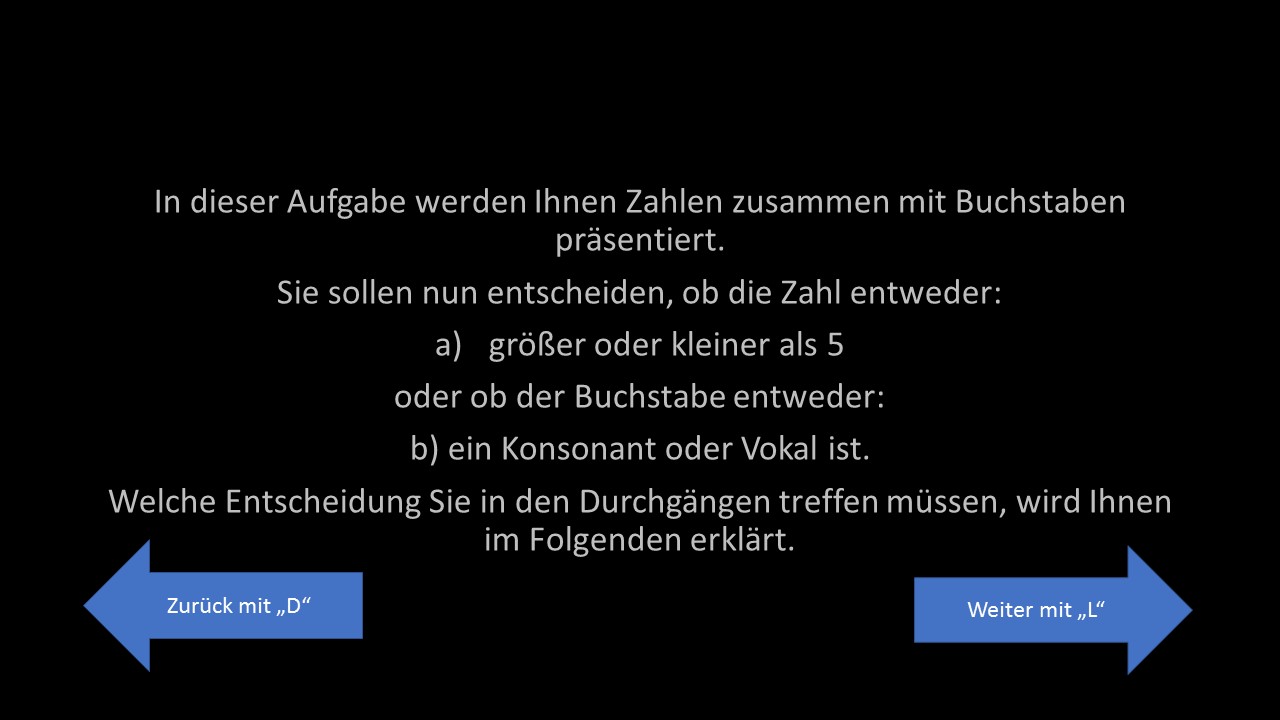 In dieser Aufgabe werden Ihnen Zahlen zusammen mit Buchstaben
präsentiert.
Sie sollen nun entscheiden, ob die Zahl entweder:
a) größer oder kleiner als 5
oder ob der Buchstabe entweder:
b) ein Konsonant oder Vokal ist.
Welche Entscheidung Sie in den Durchgängen treffen müssen, wird Ihnen
im Folgenden erklärt.
Zurück mit „D“
Weiter mit „L“